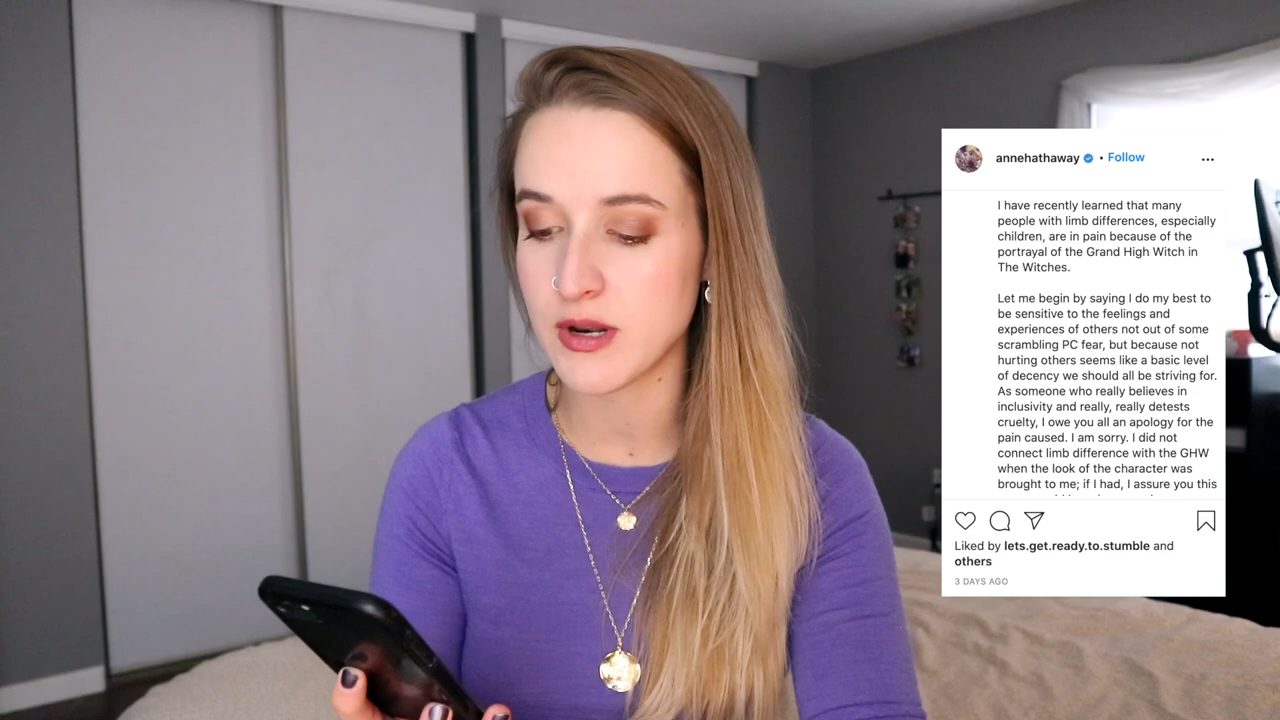 annehathaway • Follow
I have recently learned that many
people with limb differences, especially
children, are in pain because of the
portrayal of the Grand High Witch in
The Witches.
Let me begin by saying I do my best to
be sensitive to the feelings and
experiences of others not out of some
scrambling PC fear, but because not
hurting others seems like a basic level
of decency we should all be striving for.
As someone who really believes in
inclusivity and really, really detests
cruelty, I owe you all an apology for the
pain caused. I am sorry. I did not
connect limb difference with the GHW
when the look of the character was
brought to me; if I had, I assure you this
Liked by lets.get.ready.to.stumble and
others
3 DAYS AGO